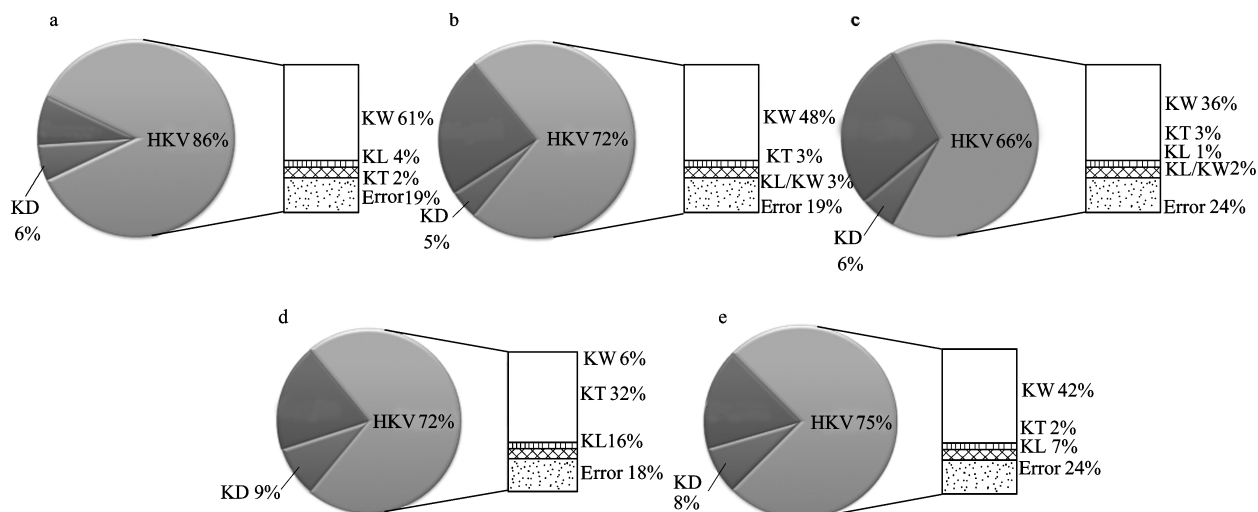 a
HKV 86%
KD
6%
KW 61%
KL 4%
KT 2%
Error 19%
b
HKV 72%
KD
5%
KW 48%
KT 3%
KL/KW 3%
Error 19%
c
HKV 66%
KD
6%
KW 36%
KT 3%
KL 1%
KL/KW2%
Error 24%
d
HKV 72%
KD 9%
KW 6%
KT 32%
KL16%
Error 18%
e
HKV 75%
KD
8%
KW 42%
KT 2%
KL 7%
Error 24%